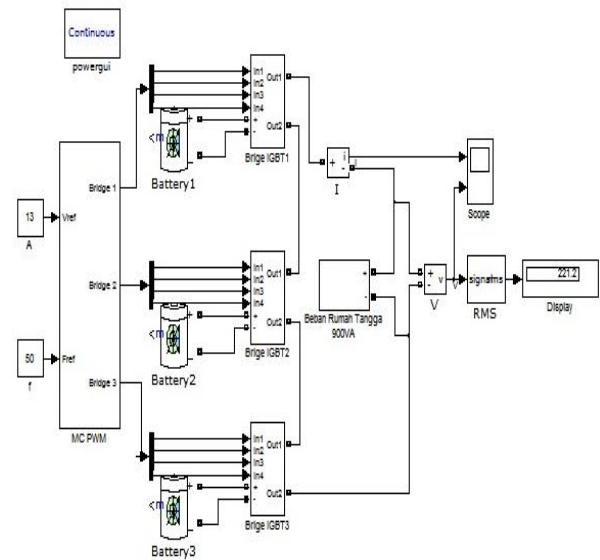 Continuous
powergui
In1
In2
In3
In4
+
-
Out1
Out2
Brige IGBT1
<m
+
-
Battery1
13
A
50
f
Vref
Fref
Bridge 1
Bridge 2
Bridge 3
MC PWM
In1
In2
In3
In4
+
-
Out1
Out2
Brige IGBT2
<m
+
-
Battery2
In1
In2
In3
In4
+
-
Out1
Out2
Brige IGBT3
<m
+
-
Battery3
+
-
i
I
+
-
Beban Rumah Tangga
900VA
+
-
v
V
Scope
RMS
221.2
Display